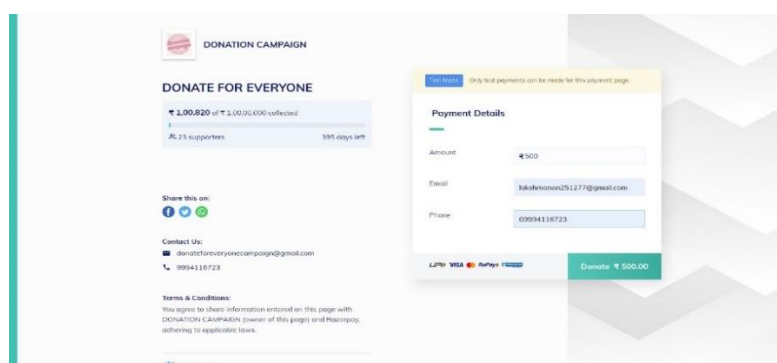 DONATION CAMPAIGN
DONATE FOR EVERYONE
₹ 1,00,820 of ₹ 1,00,00,000 collected
23 supporters
395 days left
Share this on:
Contact Us:
donateforeveryonecampaign@gmail.com
9994116723
Terms & Conditions:
You agree to share information entered on this page with
DONATION CAMPAIGN (owner of this page) and Razorpay,
adhering to applicable laws.
Test Mode Only test payments can be made for this payment page.
Payment Details
Amount
₹ 500
Email
lakshmanan251277@gmail.com
Phone
09994116723
UPI VISA RuPay
Donate ₹ 500.00